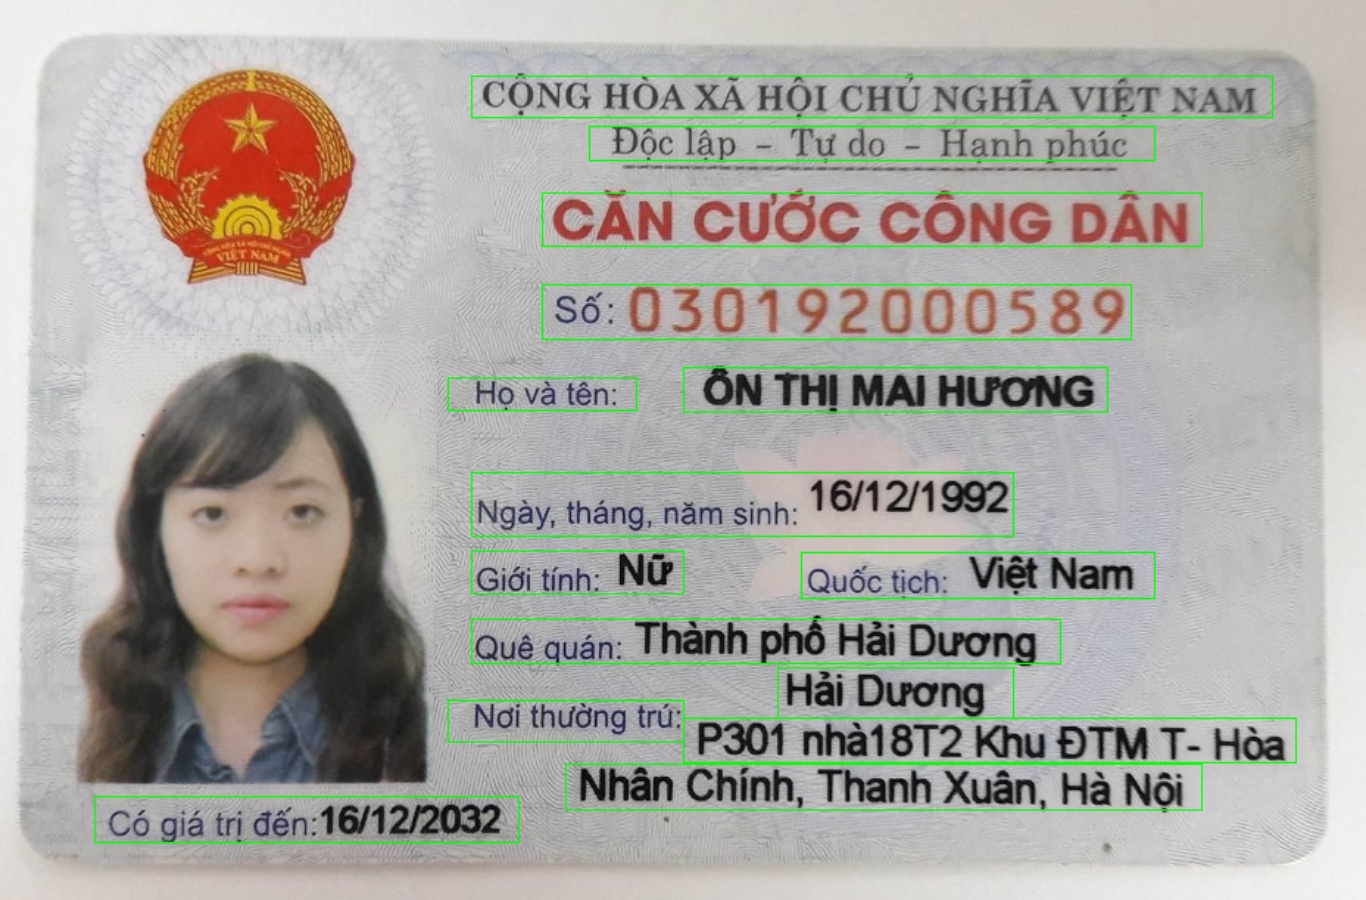 CỘNG HÒA XÃ HỘI CHỦ NGHĨA VIỆT NAM
Độc lập - Tự do - Hạnh phúc
CĂN CƯỚC CÔNG DÂN
Số: 030192000589
Họ và tên: ÔN THỊ MAI HƯƠNG
Ngày, tháng, năm sinh: 16/12/1992
Giới tính: Nữ Quốc tịch: Việt Nam
Quê quán: Thành phố Hải Dương
Hải Dương
Nơi thường trú: P301 nhà18T2 Khu ĐTM T- Hòa
Nhân Chính, Thanh Xuân, Hà Nội
Có giá trị đến:16/12/2032
VIỆT NAM